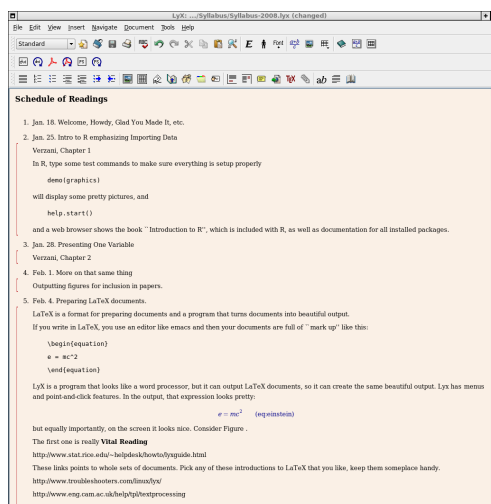 LyX: .../Syllabus/Syllabus-2008.lyx (changed)
File Edit View Insert Navigate Document Tools Help
Standard
Schedule of Readings
1. Jan. 18. Welcome, Howdy, Glad You Made It, etc.
2. Jan. 25. Intro to R emphasizing Importing Data
Verzani, Chapter 1
In R, type some test commands to make sure everything is setup properly
demo(graphics)
will display some pretty pictures, and
help.start()
and a web browser shows the book ``Introduction to R'', which is included with R, as well as documentation for all installed packages.
3. Jan. 28. Presenting One Variable
Verzani, Chapter 2
4. Feb. 1. More on that same thing
Outputting figures for inclusion in papers.
5. Feb. 4. Preparing LaTeX documents.
LaTeX is a format for preparing documents and a program that turns documents into beautiful output.
If you write in LaTeX, you use an editor like emacs and then your documents are full of ``mark up'' like this:
\begin{equation}
e = mc^2
\end{equation}
LyX is a program that looks like a word processor, but it can output LaTeX documents, so it can create the same beautiful output. LyX has menus
and point-and-click features. In the output, that expression looks pretty:
e = mc² (eq:einstein)
but equally importantly, on the screen it looks nice. Consider Figure .
The first one is really Vital Reading
http://www.stat.rice.edu/~helpdesk/howto/lyxguide.html
These links points to whole sets of documents. Pick any of these introductions to LaTeX that you like, keep them someplace handy.
http://www.troubleshooters.com/linux/lyx/
http://www.eng.cam.ac.uk/help/tpl/textprocessing